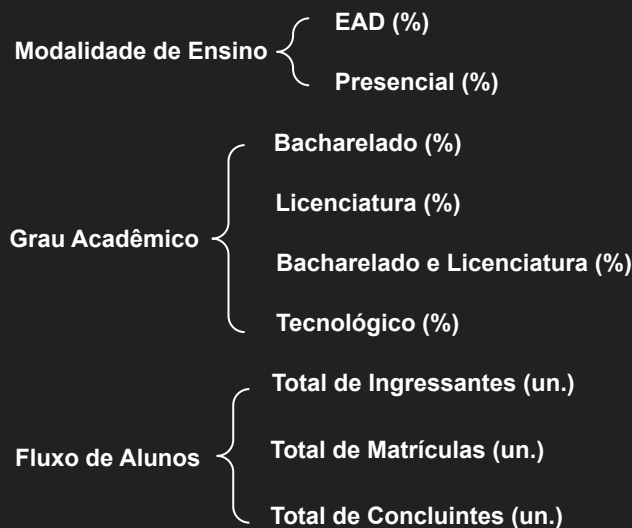 Modalidade de Ensino
EAD (%)
Presencial (%)
Grau Acadêmico
Bacharelado (%)
Licenciatura (%)
Bacharelado e Licenciatura (%)
Tecnológico (%)
Fluxo de Alunos
Total de Ingressantes (un.)
Total de Matrículas (un.)
Total de Concluintes (un.)